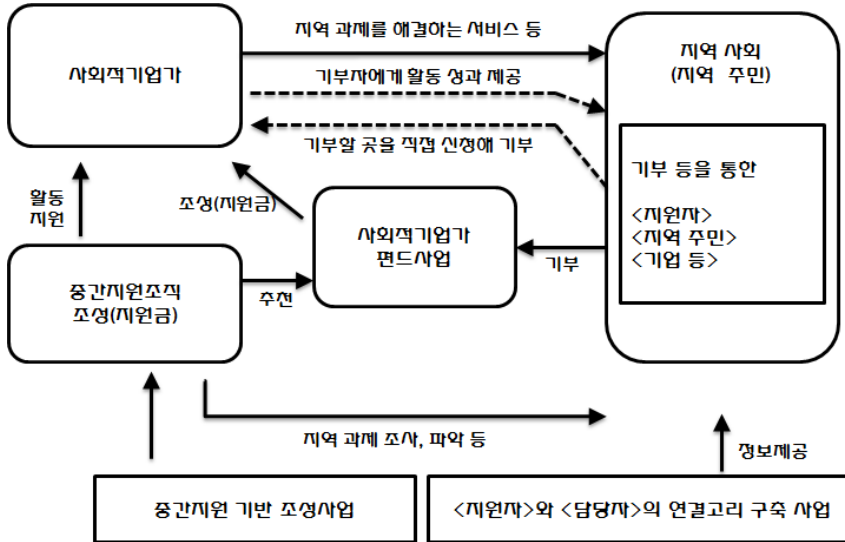 지역 과제를 해결하는 서비스 등
사회적기업가
지역 사회
(지역 주민)
기부자에게 활동 성과 제공
기부할 곳을 직접 신청해 기부
기부 등을 통한
<지원자>
<지역 주민>
<기업 등>
활동
지원
조성(지원금)
사회적기업가
펀드사업
기부
중간지원조직
조성(지원금)
추천
지역 과제 조사, 파악 등
정보제공
중간지원 기반 조성사업
<지원자>와 <담당자>의 연결고리 구축 사업